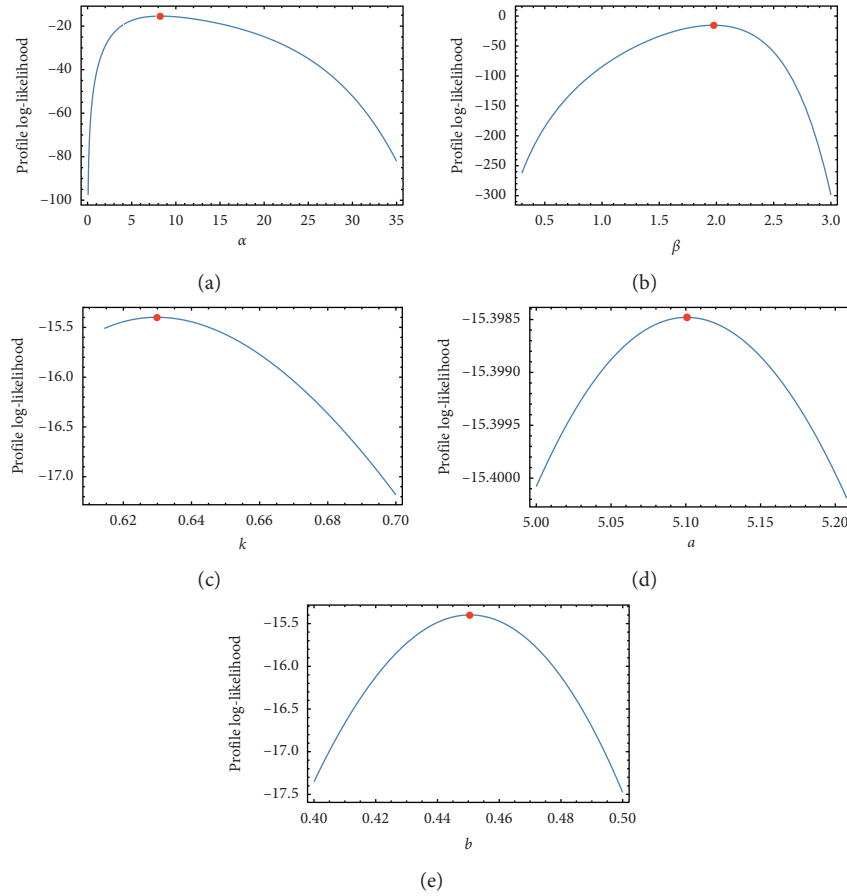 Profile log-likelihood
−20
−40
−60
−80
−100
0 5 10 15 20 25 30 35
α
(a)
Profile log-likelihood
0
−50
−100
−150
−200
−250
−300
0.5 1.0 1.5 2.0 2.5 3.0
β
(b)
Profile log-likelihood
−15.5
−16.0
−16.5
−17.0
0.62 0.64 0.66 0.68 0.70
k
(c)
Profile log-likelihood
−15.3985
−15.3990
−15.3995
−15.4000
5.00 5.05 5.10 5.15 5.20
a
(d)
Profile log-likelihood
−15.5
−16.0
−16.5
−17.0
−17.5
0.40 0.42 0.44 0.46 0.48 0.50
b
(e)